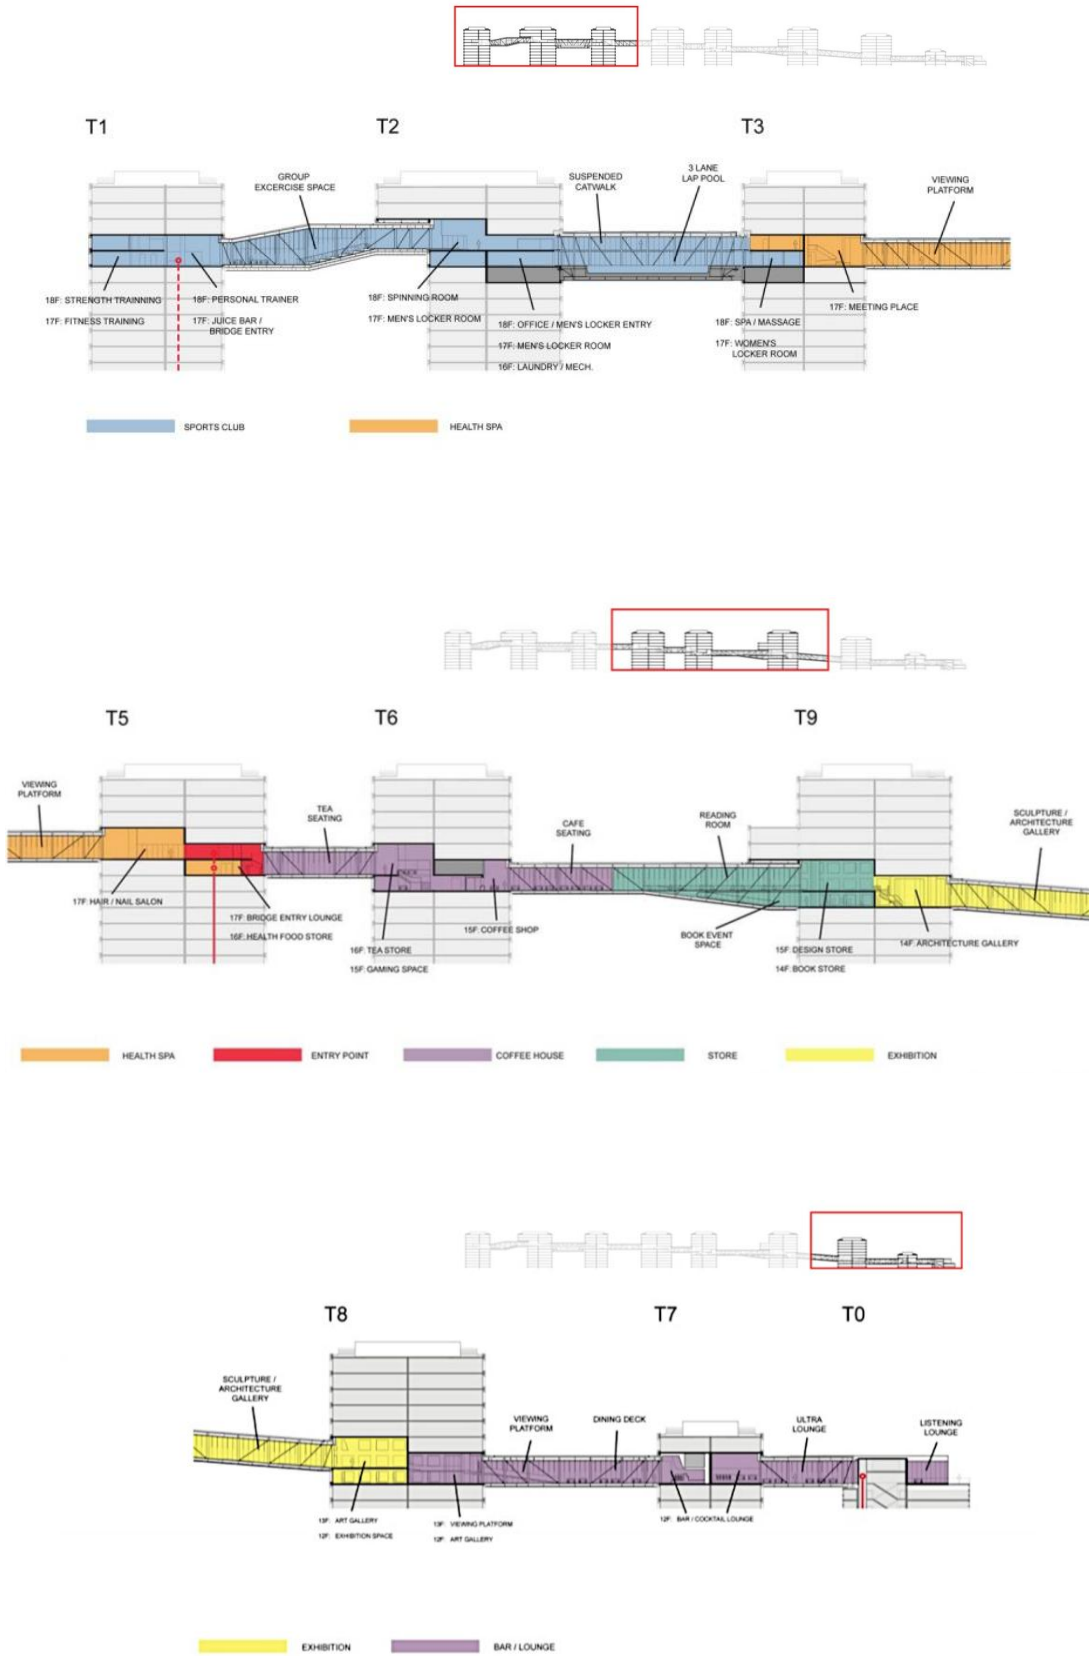 T1
T2
T3
GROUP
EXCERCISE SPACE
SUSPENDED
CATWALK
3 LANE
LAP POOL
VIEWING
PLATFORM
18F: STRENGTH TRAINNING
17F: FITNESS TRAINING
18F: PERSONAL TRAINER
17F: JUICE BAR /
BRIDGE ENTRY
18F: SPINNING ROOM
17F: MEN'S LOCKER ROOM
18F: OFFICE / MEN'S LOCKER ENTRY
17F: MEN'S LOCKER ROOM
16F: LAUNDRY / MECH.
18F: SPA / MASSAGE
17F: WOMEN'S
LOCKER ROOM
17F: MEETING PLACE
SPORTS CLUB
HEALTH SPA
T5
T6
T9
VIEWING
PLATFORM
TEA
SEATING
CAFE
SEATING
READING
ROOM
SCULPTURE /
ARCHITECTURE
GALLERY
17F: HAIR / NAIL SALON
17F: BRIDGE ENTRY LOUNGE
16F: HEALTH FOOD STORE
16F: TEA STORE
15F: GAMING SPACE
15F: COFFEE SHOP
BOOK EVENT
SPACE
15F: DESIGN STORE
14F: BOOK STORE
14F: ARCHITECTURE GALLERY
HEALTH SPA
ENTRY POINT
COFFEE HOUSE
STORE
EXHIBITION
T8
T7
T0
SCULPTURE /
ARCHITECTURE
GALLERY
VIEWING
PLATFORM
DINING DECK
ULTRA
LOUNGE
LISTENING
LOUNGE
13F: ART GALLERY
12F: EXHIBITION SPACE
13F: VIEWING PLATFORM
12F: ART GALLERY
12F: BAR / COCKTAIL LOUNGE
EXHIBITION
BAR / LOUNGE